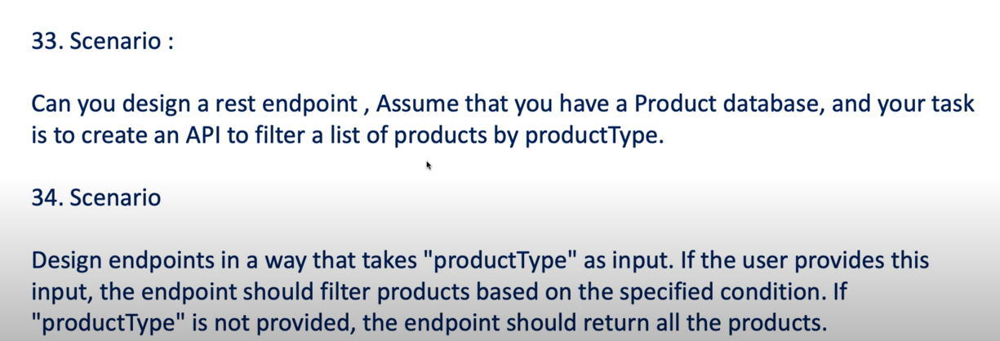 33. Scenario :
Can you design a rest endpoint , Assume that you have a Product database, and your task
is to create an API to filter a list of products by productType.
34. Scenario
Design endpoints in a way that takes "productType" as input. If the user provides this
input, the endpoint should filter products based on the specified condition. If
"productType" is not provided, the endpoint should return all the products.